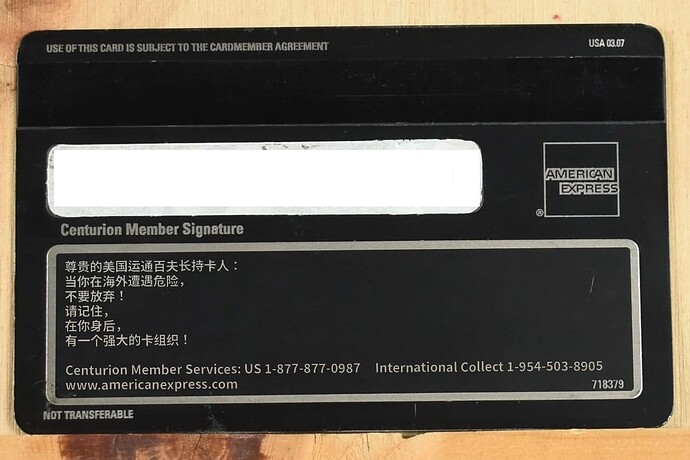 USE OF THIS CARD IS SUBJECT TO THE CARDMEMBER AGREEMENT
USA 03.07
AMERICAN
EXPRESS
®
Centurion Member Signature
尊贵的美国运通百夫长持卡人：
当你在海外遭遇危险，
不要放弃！
请记住，
在你身后，
有一个强大的卡组织！
Centurion Member Services: US 1-877-877-0987 International Collect 1-954-503-8905
www.americanexpress.com
718379
NOT TRANSFERABLE